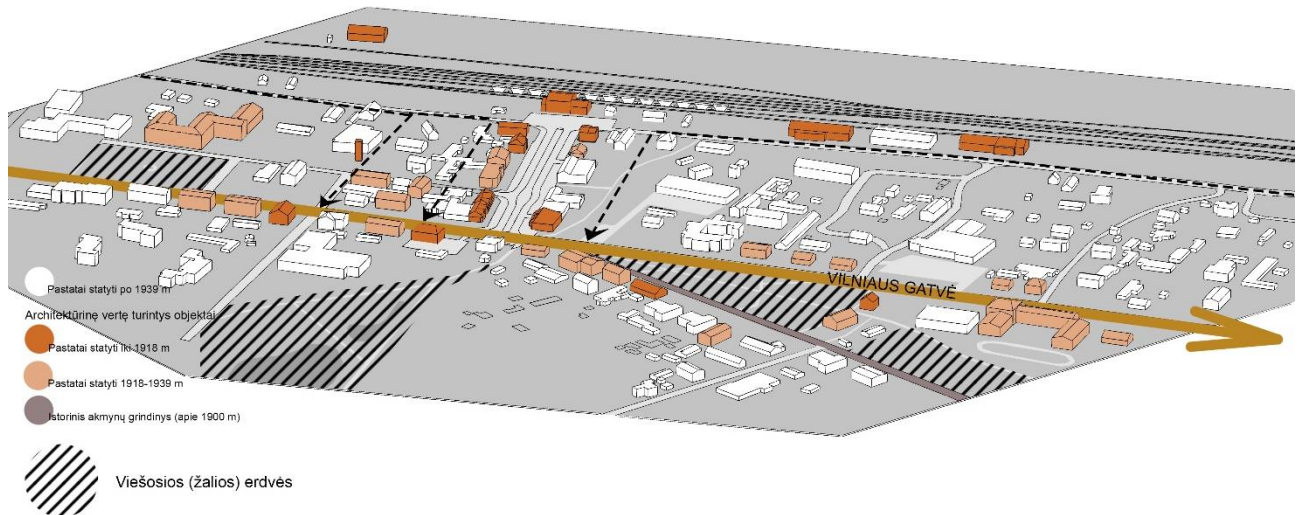 VILNIAUS GATVĖ
Pastatai statyti po 1939 m
Architektūrinę vertę turintys objektai
Pastatai statyti iki 1918 m
Pastatai statyti 1918-1939 m
Istorinis akmynų grindinys (apie 1900 m)
Viešosios (žalios) erdvės